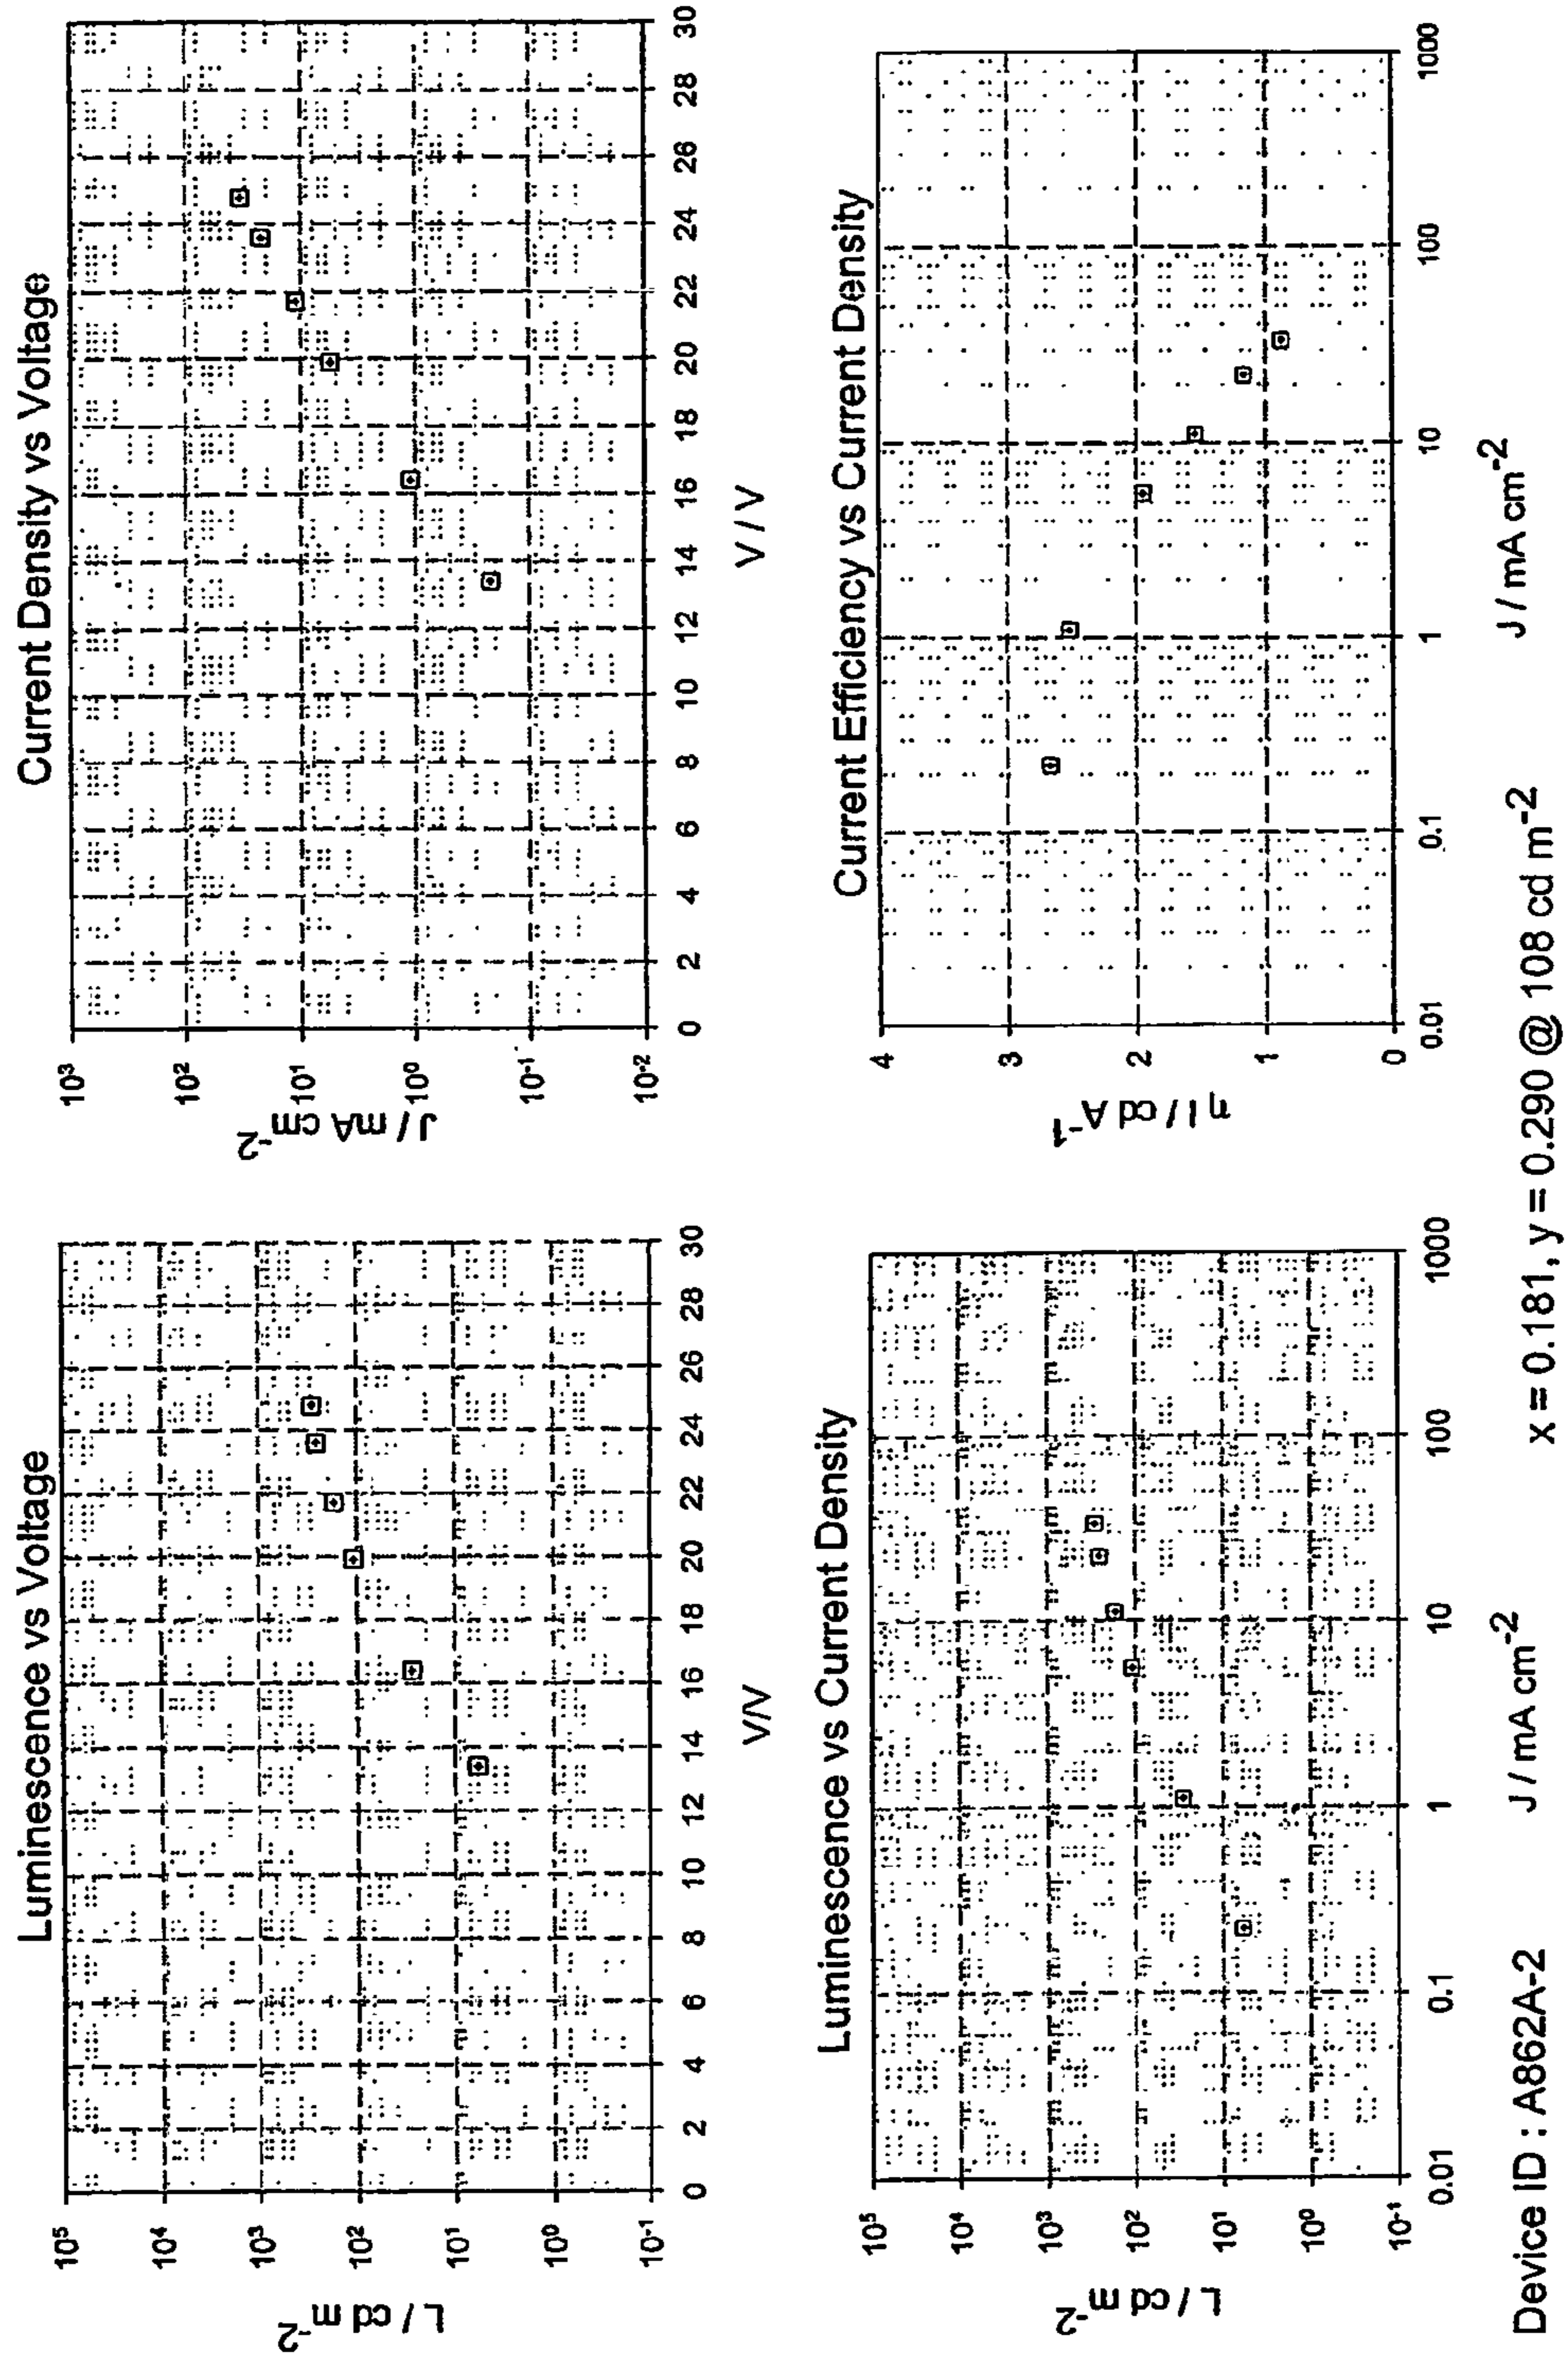 Luminescence vs Voltage
L / cd m⁻²
10⁵
10⁴
10³
10²
10¹
10⁰
10⁻¹
0 2 4 6 8 10 12 14 16 18 20 22 24 26 28 30
V/V
Current Density vs Voltage
J / mA cm⁻²
10³
10²
10¹
10⁰
10⁻¹
10⁻²
0 2 4 6 8 10 12 14 16 18 20 22 24 26 28 30
V / V
Luminescence vs Current Density
L / cd m⁻²
10⁵
10⁴
10³
10²
10¹
10⁰
10⁻¹
0.01 0.1 1 10 100 1000
J / mA cm⁻²
Current Efficiency vs Current Density
η I / cd A⁻¹
4
3
2
1
0
0.01 0.1 1 10 100 1000
J / mA cm⁻²
Device ID : A862A-2
x = 0.181, y = 0.290 @ 108 cd m⁻²